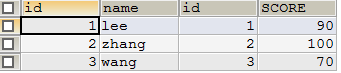 id name id SCORE
1 lee 1 90
2 zhang 2 100
3 wang 3 70